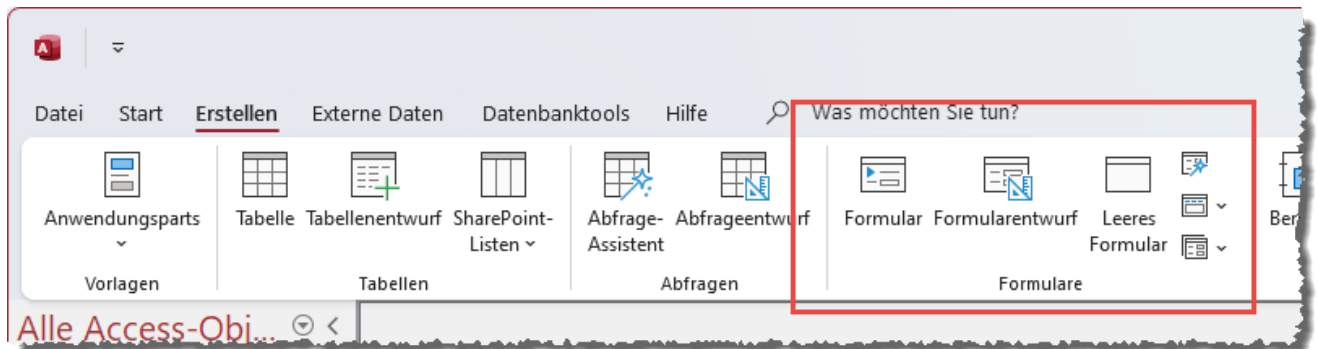 A
Datei Start Erstellen Externe Daten Datenbanktools Hilfe Was möchten Sie tun?
Anwendungsparts Tabelle Tabellenentwurf SharePoint- Abfrage- Abfrageentwurf Formular Formularentwurf Leeres
Listen Assistent Formular
Vorlagen Tabellen Abfragen Formulare
Alle Access-Obj...